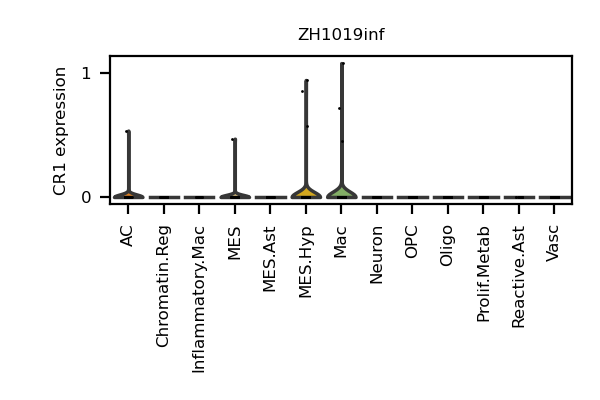 ZH1019inf
CR1 expression
1
0
AC
Chromatin.Reg
Inflammatory.Mac
MES
MES.Ast
MES.Hyp
Mac
Neuron
OPC
Oligo
Prolif.Metab
Reactive.Ast
Vasc